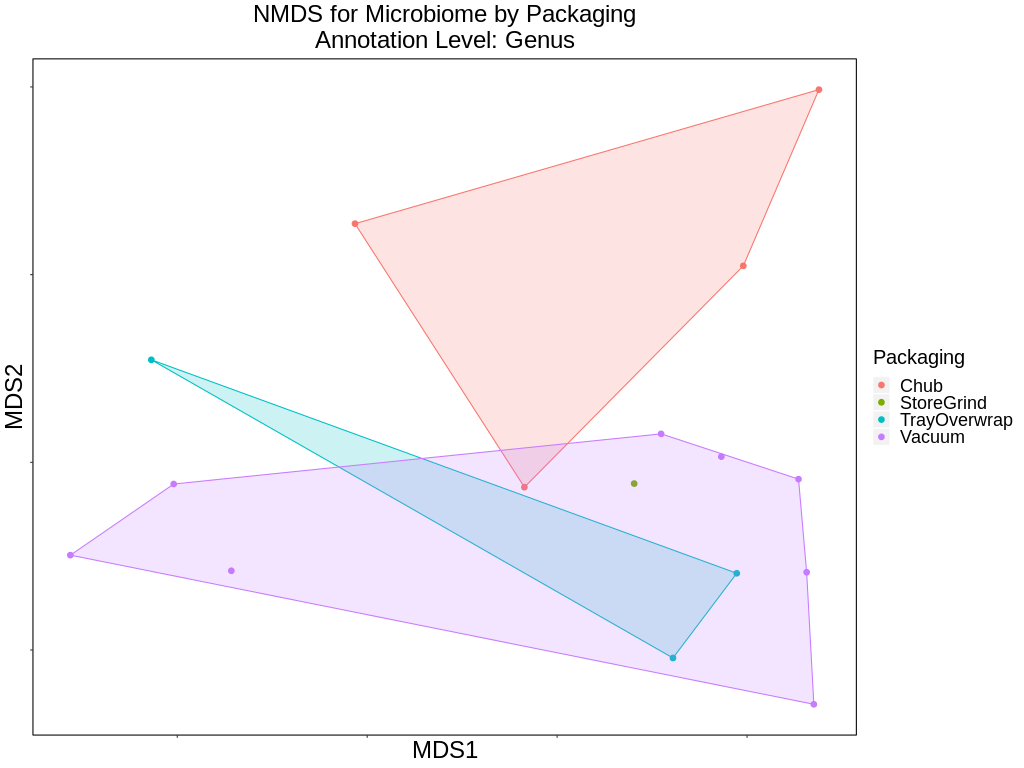 NMDS for Microbiome by Packaging
Annotation Level: Genus
MDS2
MDS1
Packaging
Chub
StoreGrind
TrayOverwrap
Vacuum